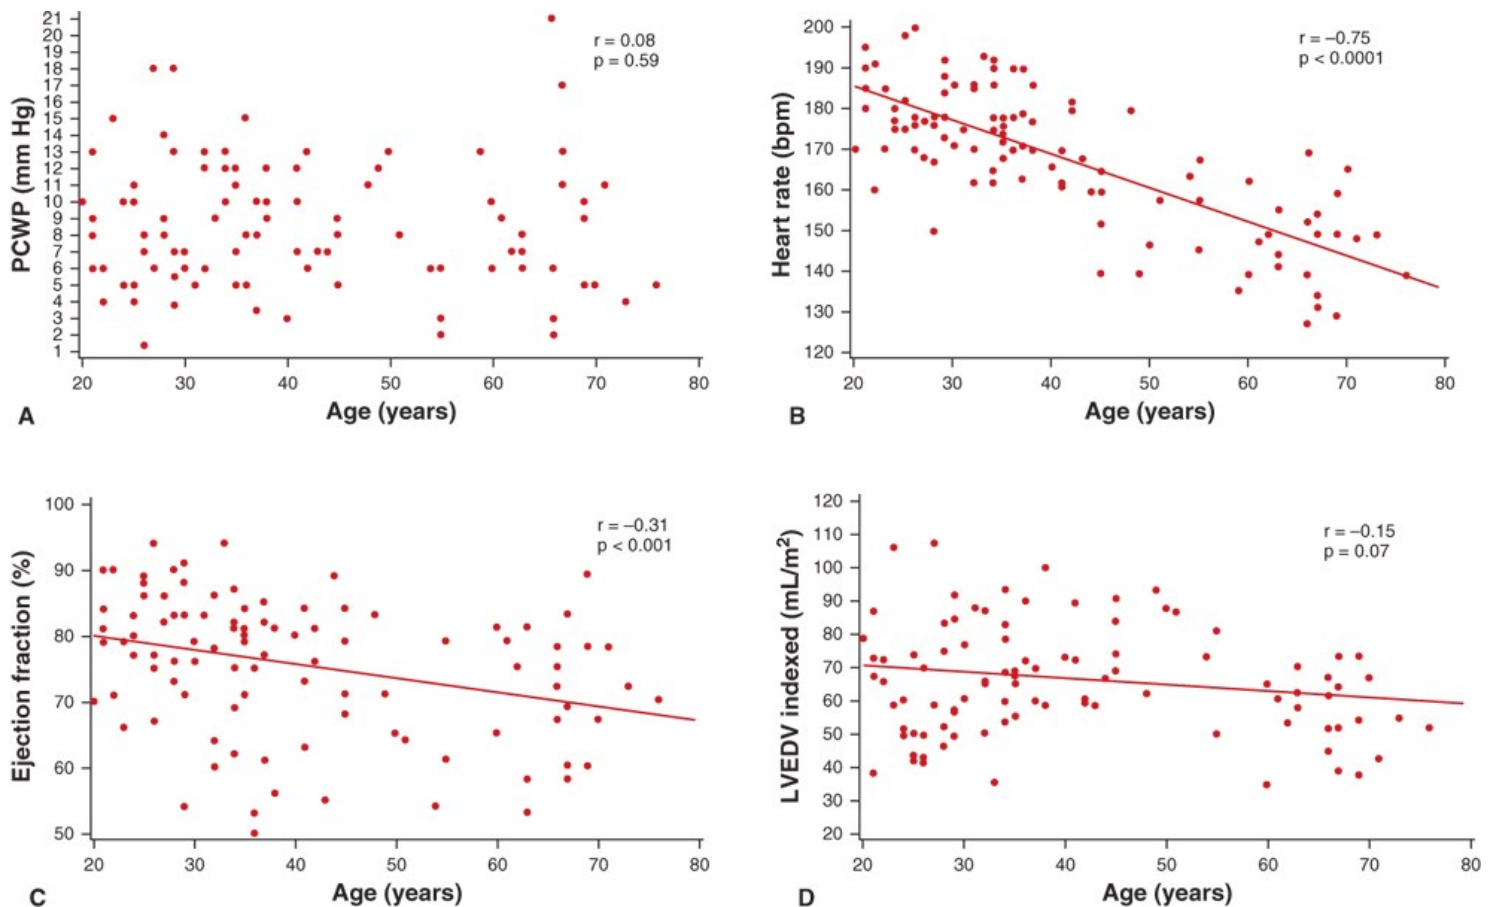 21
20
19
18
17
16
15
14
13
12
11
10
9
8
7
6
5
4
3
2
1
PCWP (mm Hg)
r = 0.08
p = 0.59
20 30 40 50 60 70 80
Age (years)
A
200
190
180
170
160
150
140
130
120
Heart rate (bpm)
r = –0.75
p < 0.0001
20 30 40 50 60 70 80
Age (years)
B
100
90
80
70
60
50
Ejection fraction (%)
r = –0.31
p < 0.001
20 30 40 50 60 70 80
Age (years)
C
120
110
100
90
80
70
60
50
40
30
20
LVEDV indexed (mL/m²)
r = –0.15
p = 0.07
20 30 40 50 60 70 80
Age (years)
D